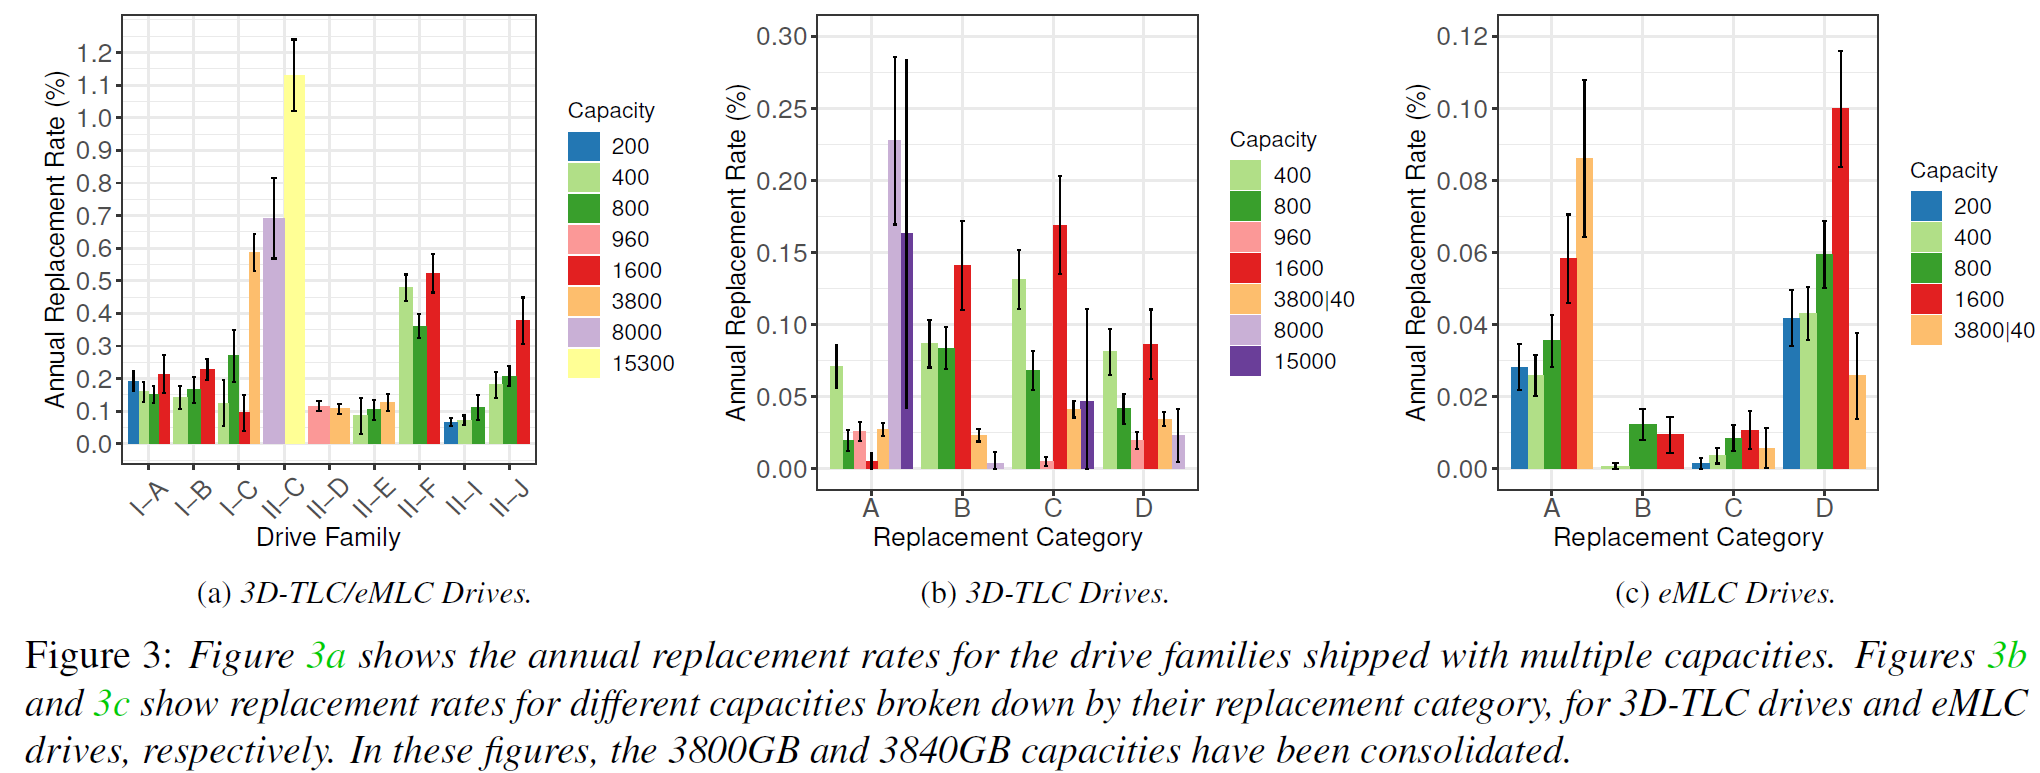 Annual Replacement Rate (%)
1.2
1.1
1.0
0.9
0.8
0.7
0.6
0.5
0.4
0.3
0.2
0.1
0.0
I–A
I–B
I–C
II–C
II–D
II–E
II–F
II–I
II–J
Drive Family
Capacity
200
400
800
960
1600
3800
8000
15300
(a) 3D-TLC/eMLC Drives.
Annual Replacement Rate (%)
0.30
0.25
0.20
0.15
0.10
0.05
0.00
A
B
C
D
Replacement Category
Capacity
400
800
960
1600
3800|40
8000
15000
(b) 3D-TLC Drives.
Annual Replacement Rate (%)
0.12
0.10
0.08
0.06
0.04
0.02
0.00
A
B
C
D
Replacement Category
Capacity
200
400
800
1600
3800|40
(c) eMLC Drives.
Figure 3: Figure 3a shows the annual replacement rates for the drive families shipped with multiple capacities. Figures 3b
and 3c show replacement rates for different capacities broken down by their replacement category, for 3D-TLC drives and eMLC
drives, respectively. In these figures, the 3800GB and 3840GB capacities have been consolidated.